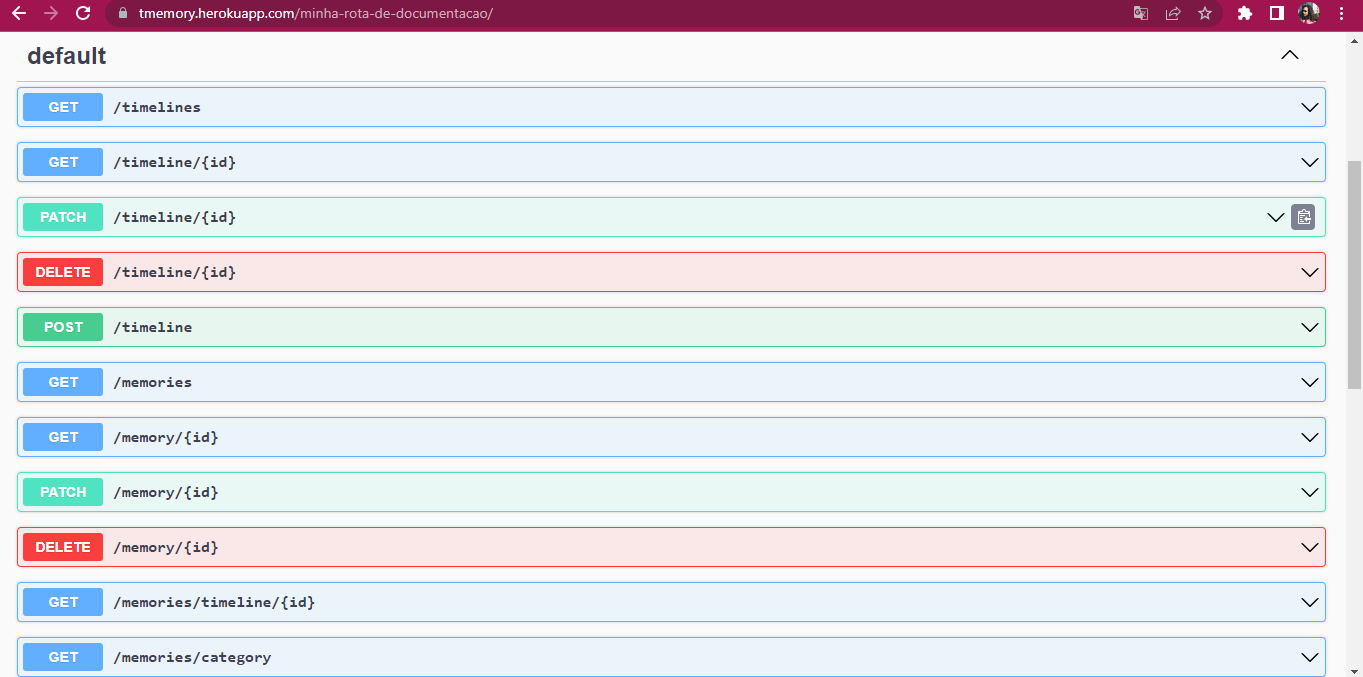 tmemory.herokuapp.com/minha-rota-de-documentacao/
default
GET /timelines
GET /timeline/{id}
PATCH /timeline/{id}
DELETE /timeline/{id}
POST /timeline
GET /memories
GET /memory/{id}
PATCH /memory/{id}
DELETE /memory/{id}
GET /memories/timeline/{id}
GET /memories/category